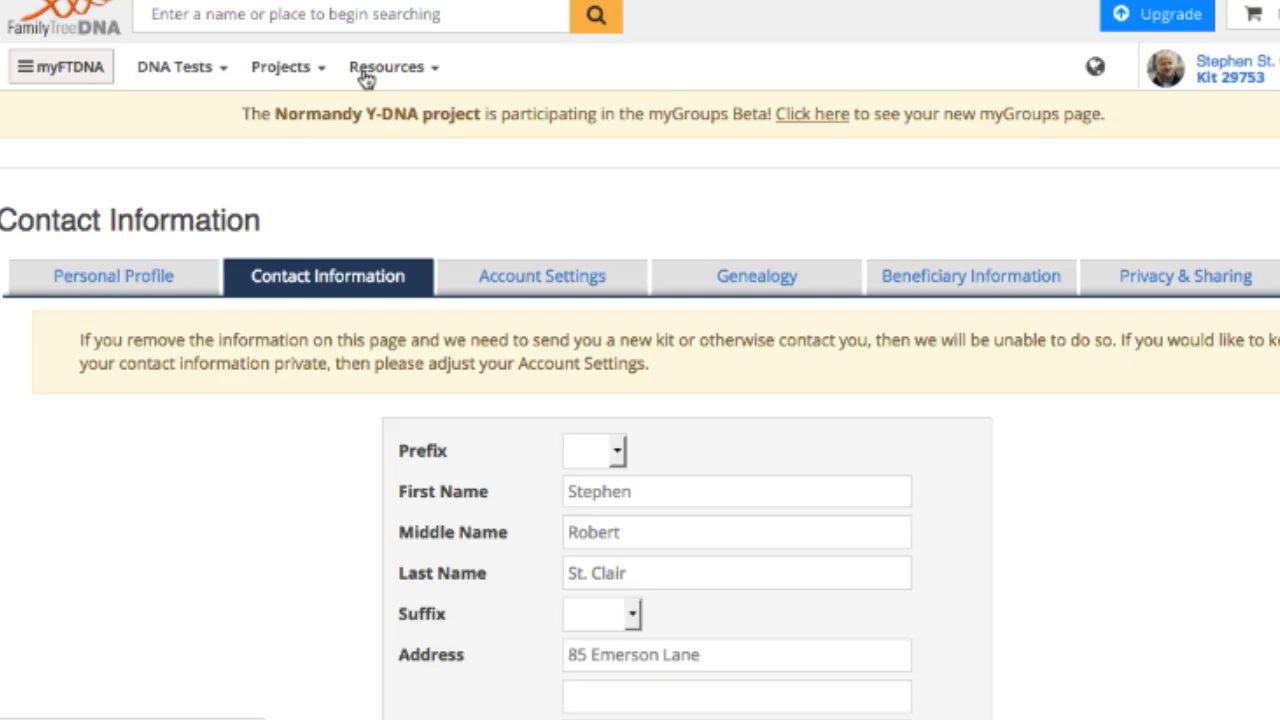 Enter a name or place to begin searching
Upgrade
FamilyTreeDNA
myFTDNA
DNA Tests
Projects
Resources
Stephen St.
Kit 29753
The Normandy Y-DNA project is participating in the myGroups Beta! Click here to see your new myGroups page.
Contact Information
Personal Profile
Contact Information
Account Settings
Genealogy
Beneficiary Information
Privacy & Sharing
If you remove the information on this page and we need to send you a new kit or otherwise contact you, then we will be unable to do so. If you would like to
your contact information private, then please adjust your Account Settings.
Prefix
First Name Stephen
Middle Name Robert
Last Name St. Clair
Suffix
Address 85 Emerson Lane